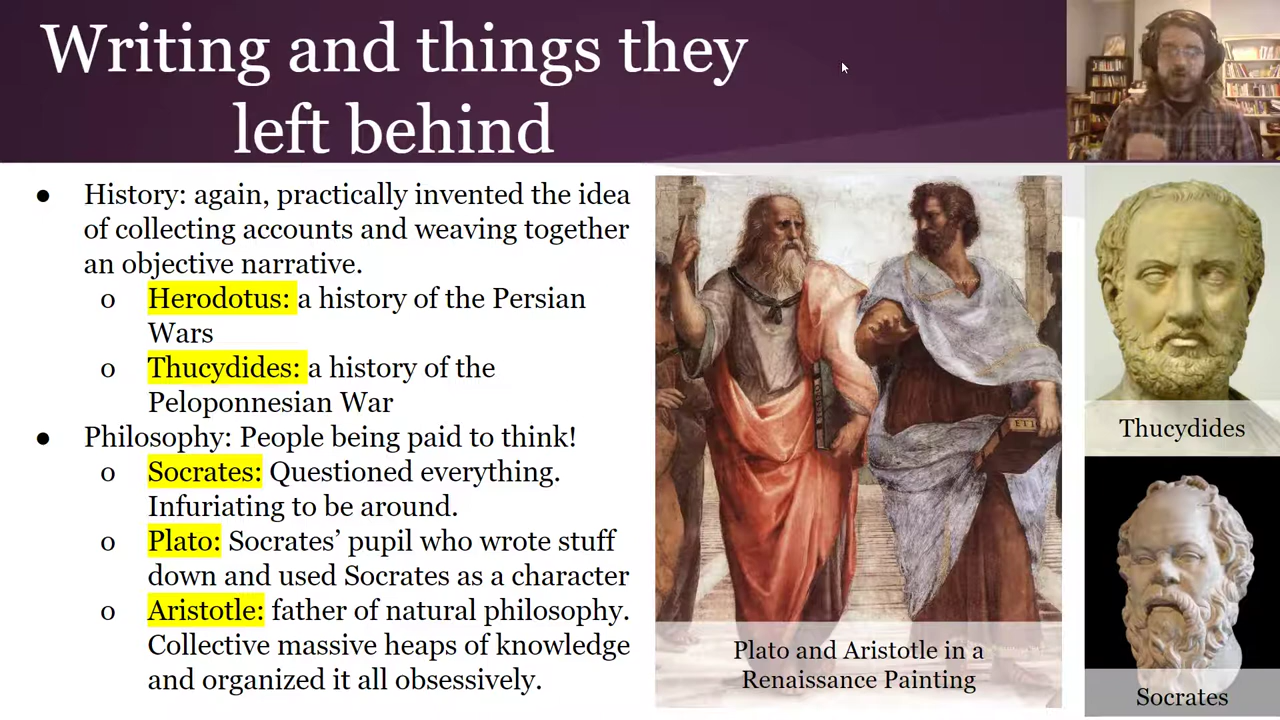 Writing and things they
left behind
● History: again, practically invented the idea
of collecting accounts and weaving together
an objective narrative.
o Herodotus: a history of the Persian
Wars
o Thucydides: a history of the
Peloponnesian War
● Philosophy: People being paid to think!
o Socrates: Questioned everything.
Infuriating to be around.
o Plato: Socrates’ pupil who wrote stuff
down and used Socrates as a character
o Aristotle: father of natural philosophy.
Collective massive heaps of knowledge
and organized it all obsessively.
Plato and Aristotle in a
Renaissance Painting
Thucydides
Socrates